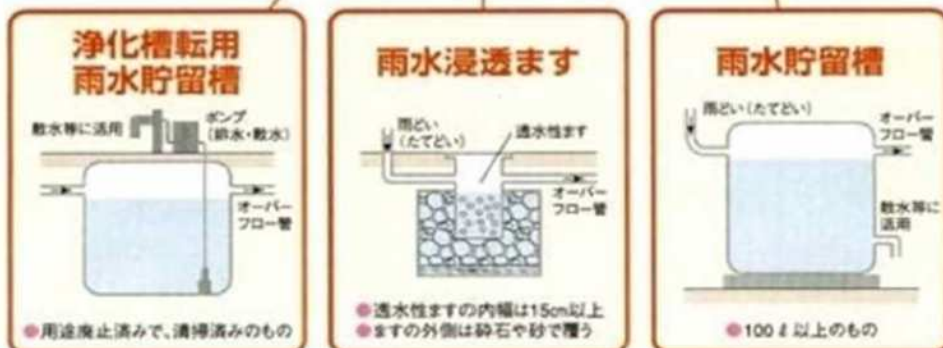 浄化槽転用
雨水貯留槽
散水等に活用
ポンプ
(排水・散水)
オーバー
フロー管
●用途廃止済みで、清掃済みのもの
雨水浸透ます
雨どい
(たてどい)
透水性ます
オーバー
フロー管
●透水性ますの内幅は15cm以上
●ますの外側は砕石や砂で覆う
雨水貯留槽
雨どい(たてどい)
オーバー
フロー管
散水等に
活用
●100ℓ以上のもの